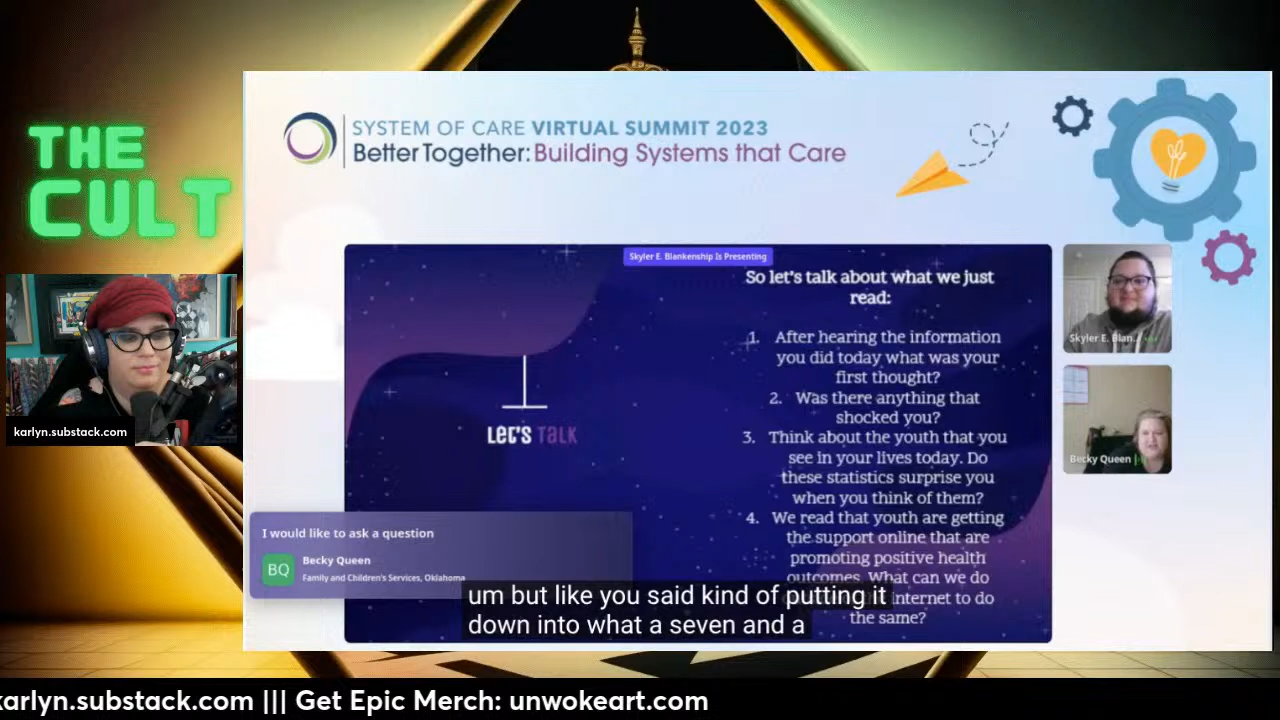 THE
CULT
karlyn.substack.com
SYSTEM OF CARE VIRTUAL SUMMIT 2023
Better Together: Building Systems that Care
Skyler E. Blankenship Is Presenting
So let's talk about what we just
read:
1. After hearing the information
you did today what was your
first thought?
2. Was there anything that
shocked you?
3. Think about the youth that you
see in your lives today. Do
these statistics surprise you
when you think of them?
4. We read that youth are getting
the support online that are
promoting positive health
outcomes. What can we do
internet to do
the same?
LET'S TALK
Skyler E. Blan...
Becky Queen
I would like to ask a question
BQ
Becky Queen
Family and Children's Services, Oklahoma
um but like you said kind of putting it
down into what a seven and a
karlyn.substack.com ||| Get Epic Merch: unwokeart.com